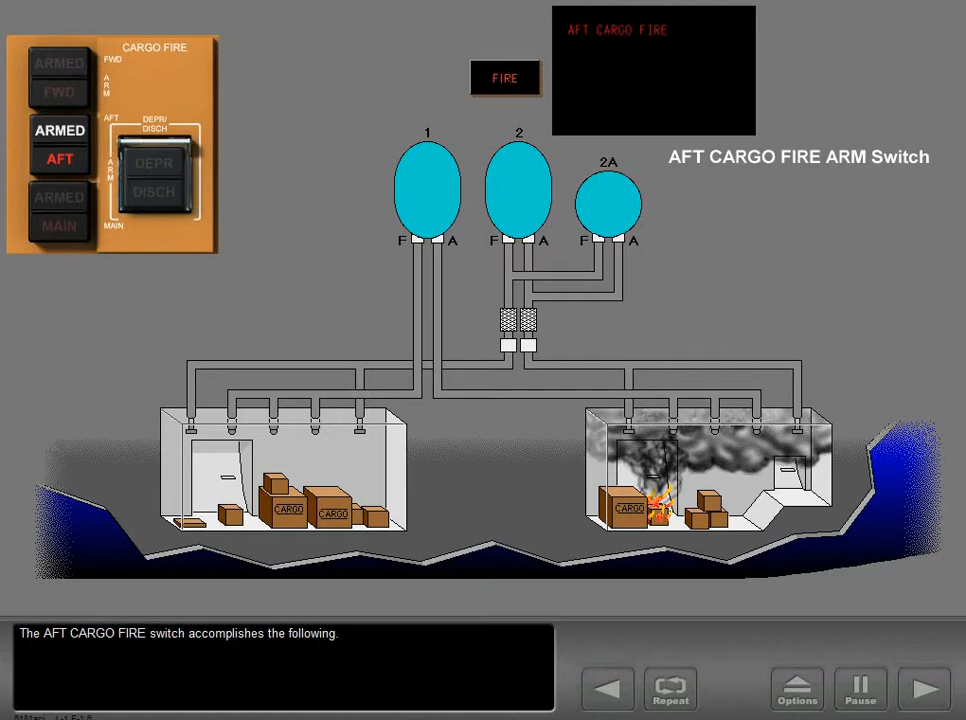 CARGO FIRE
ARMED
FWD
FWD
ARM
ARMED
AFT
AFT
DEPR/
DISCH
ARM
DEPR
DISCH
ARMED
MAIN
MAIN
AFT CARGO FIRE
FIRE
1
2
2A
AFT CARGO FIRE ARM Switch
F
A
F
A
F
A
CARGO
CARGO
CARGO
The AFT CARGO FIRE switch accomplishes the following.
Repeat
Options
Pause